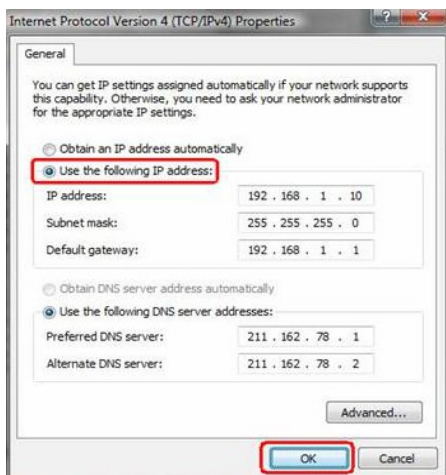 Internet Protocol Version 4 (TCP/IPv4) Properties
General
You can get IP settings assigned automatically if your network supports
this capability. Otherwise, you need to ask your network administrator
for the appropriate IP settings.
Obtain an IP address automatically
Use the following IP address:
IP address: 192 . 168 . 1 . 10
Subnet mask: 255 . 255 . 255 . 0
Default gateway: 192 . 168 . 1 . 1
Obtain DNS server address automatically
Use the following DNS server addresses:
Preferred DNS server: 211 . 162 . 78 . 1
Alternate DNS server: 211 . 162 . 78 . 2
Advanced...
OK Cancel